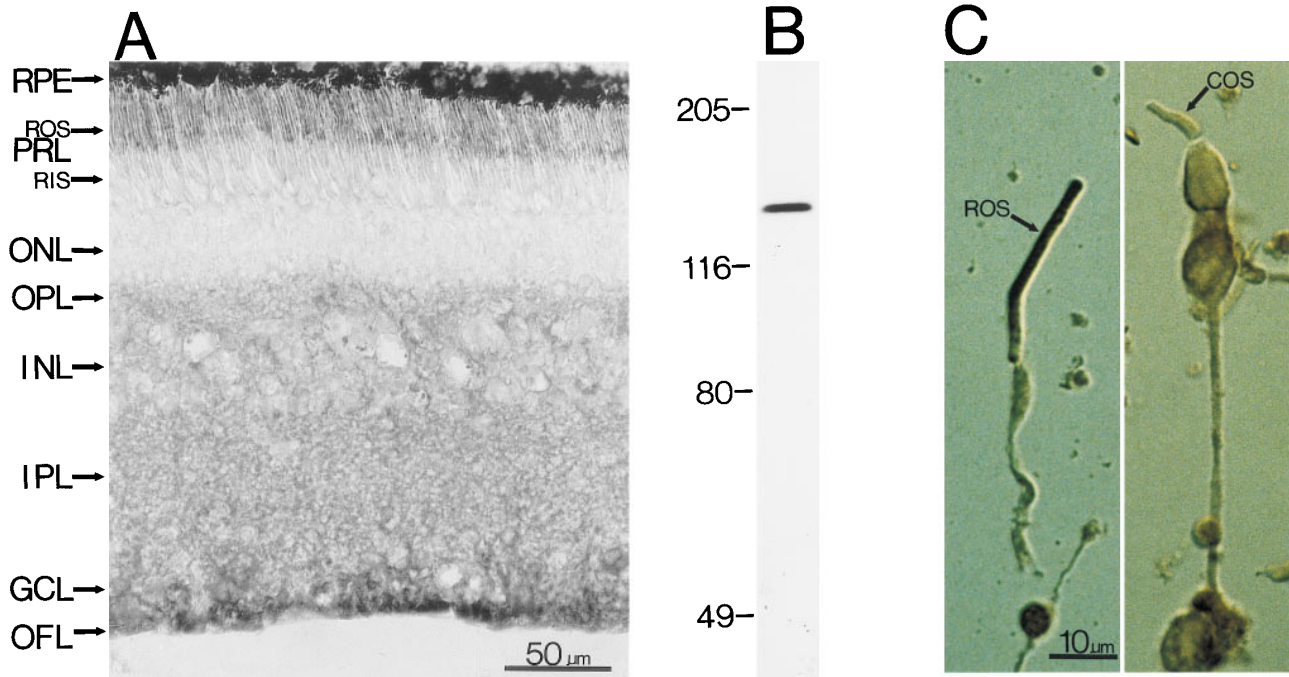 A
B
C
RPE
ROS
PRL
RIS
ONL
OPL
INL
IPL
GCL
OFL
50 µm
205
116
80
49
ROS
10 µm
COS